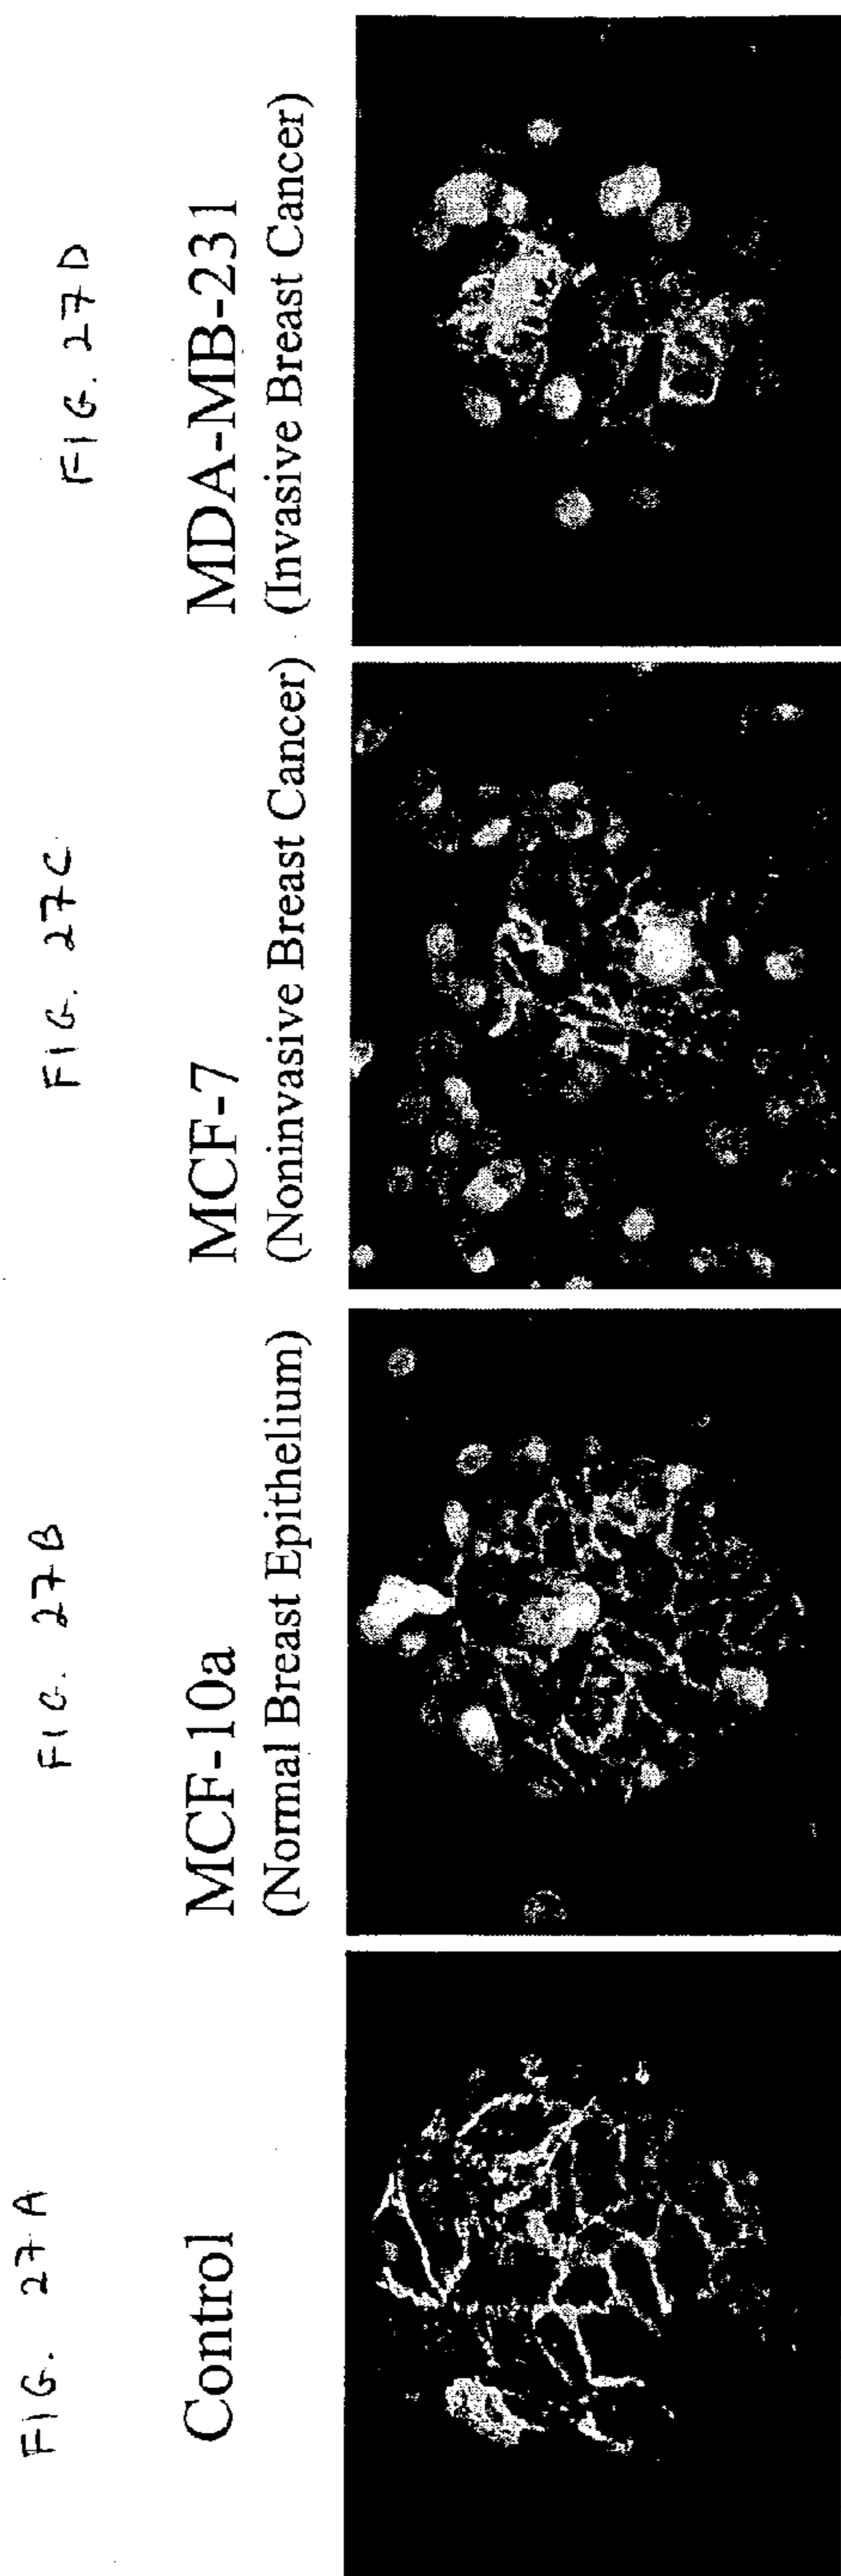 FIG. 27A
Control
FIG. 27B
MCF-10a
(Normal Breast Epithelium)
FIG. 27C
MCF-7
(Noninvasive Breast Cancer)
FIG. 27D
MDA-MB-231
(Invasive Breast Cancer)